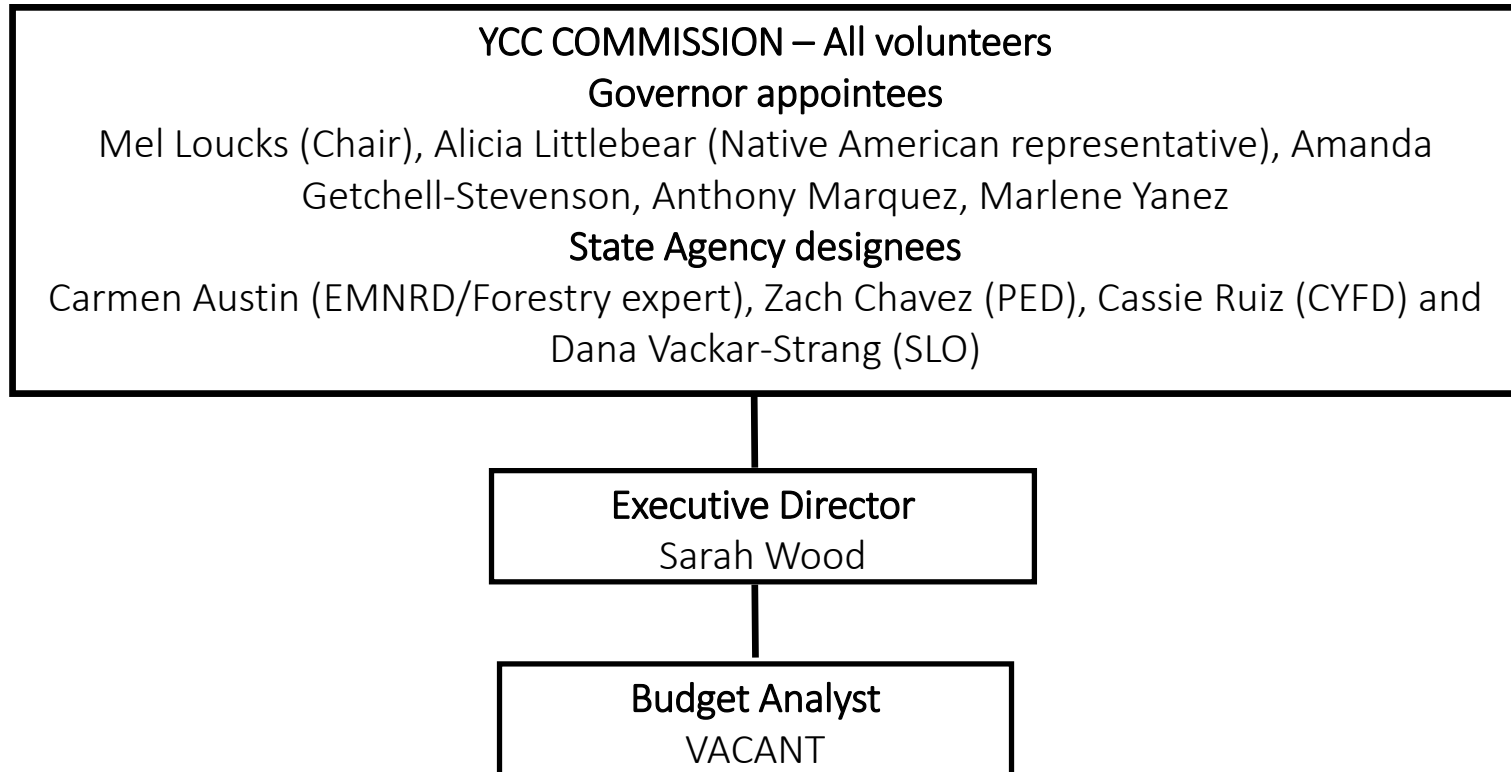 YCC COMMISSION – All volunteers
Governor appointees
Mel Loucks (Chair), Alicia Littlebear (Native American representative), Amanda
Getchell-Stevenson, Anthony Marquez, Marlene Yanez
State Agency designees
Carmen Austin (EMNRD/Forestry expert), Zach Chavez (PED), Cassie Ruiz (CYFD) and
Dana Vackar-Strang (SLO)
Executive Director
Sarah Wood
Budget Analyst
VACANT